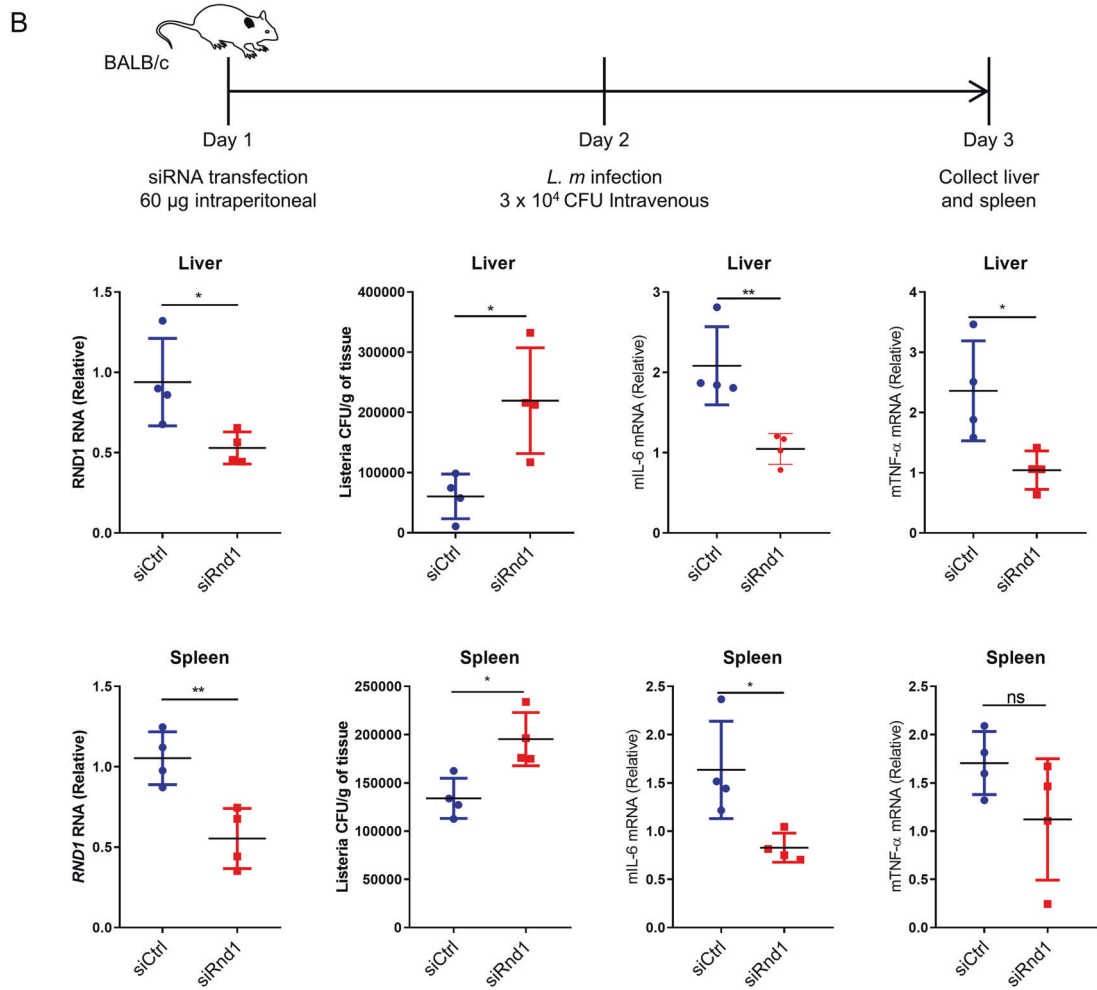 B
BALB/c
Day 1
Day 2
Day 3
siRNA transfection
60 µg intraperitoneal
L. m infection
3 x 10⁴ CFU Intravenous
Collect liver
and spleen
Liver
RND1 RNA (Relative)
1.5
1.0
0.5
0.0
*
siCtrl
siRnd1
Liver
Listeria CFU/g of tissue
400000
300000
200000
100000
0
*
siCtrl
siRnd1
Liver
mIL-6 mRNA (Relative)
3
2
1
0
**
siCtrl
siRnd1
Liver
mTNF-α mRNA (Relative)
4
3
2
1
0
*
siCtrl
siRnd1
Spleen
RND1 RNA (Relative)
1.5
1.0
0.5
0.0
**
siCtrl
siRnd1
Spleen
Listeria CFU/g of tissue
250000
200000
150000
100000
50000
0
*
siCtrl
siRnd1
Spleen
mIL-6 mRNA (Relative)
2.5
2.0
1.5
1.0
0.5
0.0
*
siCtrl
siRnd1
Spleen
mTNF-α mRNA (Relative)
2.5
2.0
1.5
1.0
0.5
0.0
ns
siCtrl
siRnd1